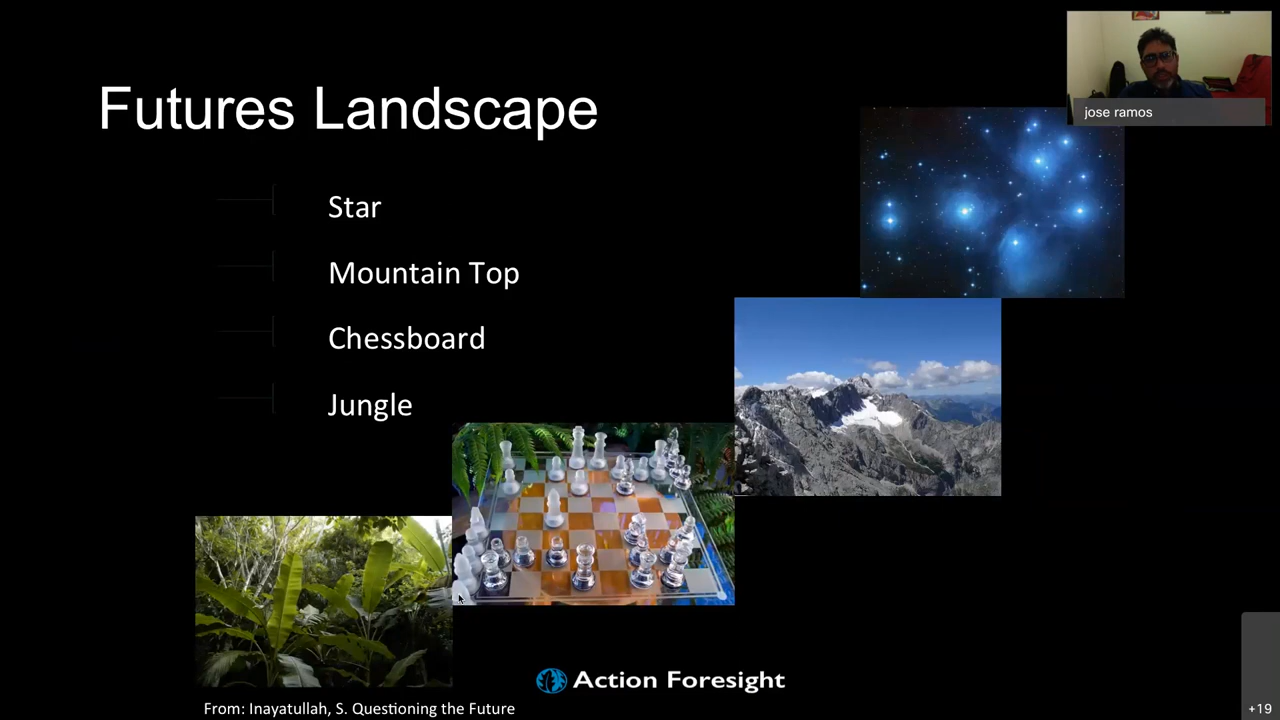 Futures Landscape
jose ramos
Star
Mountain Top
Chessboard
Jungle
Action Foresight
From: Inayatullah, S. Questioning the Future
+19